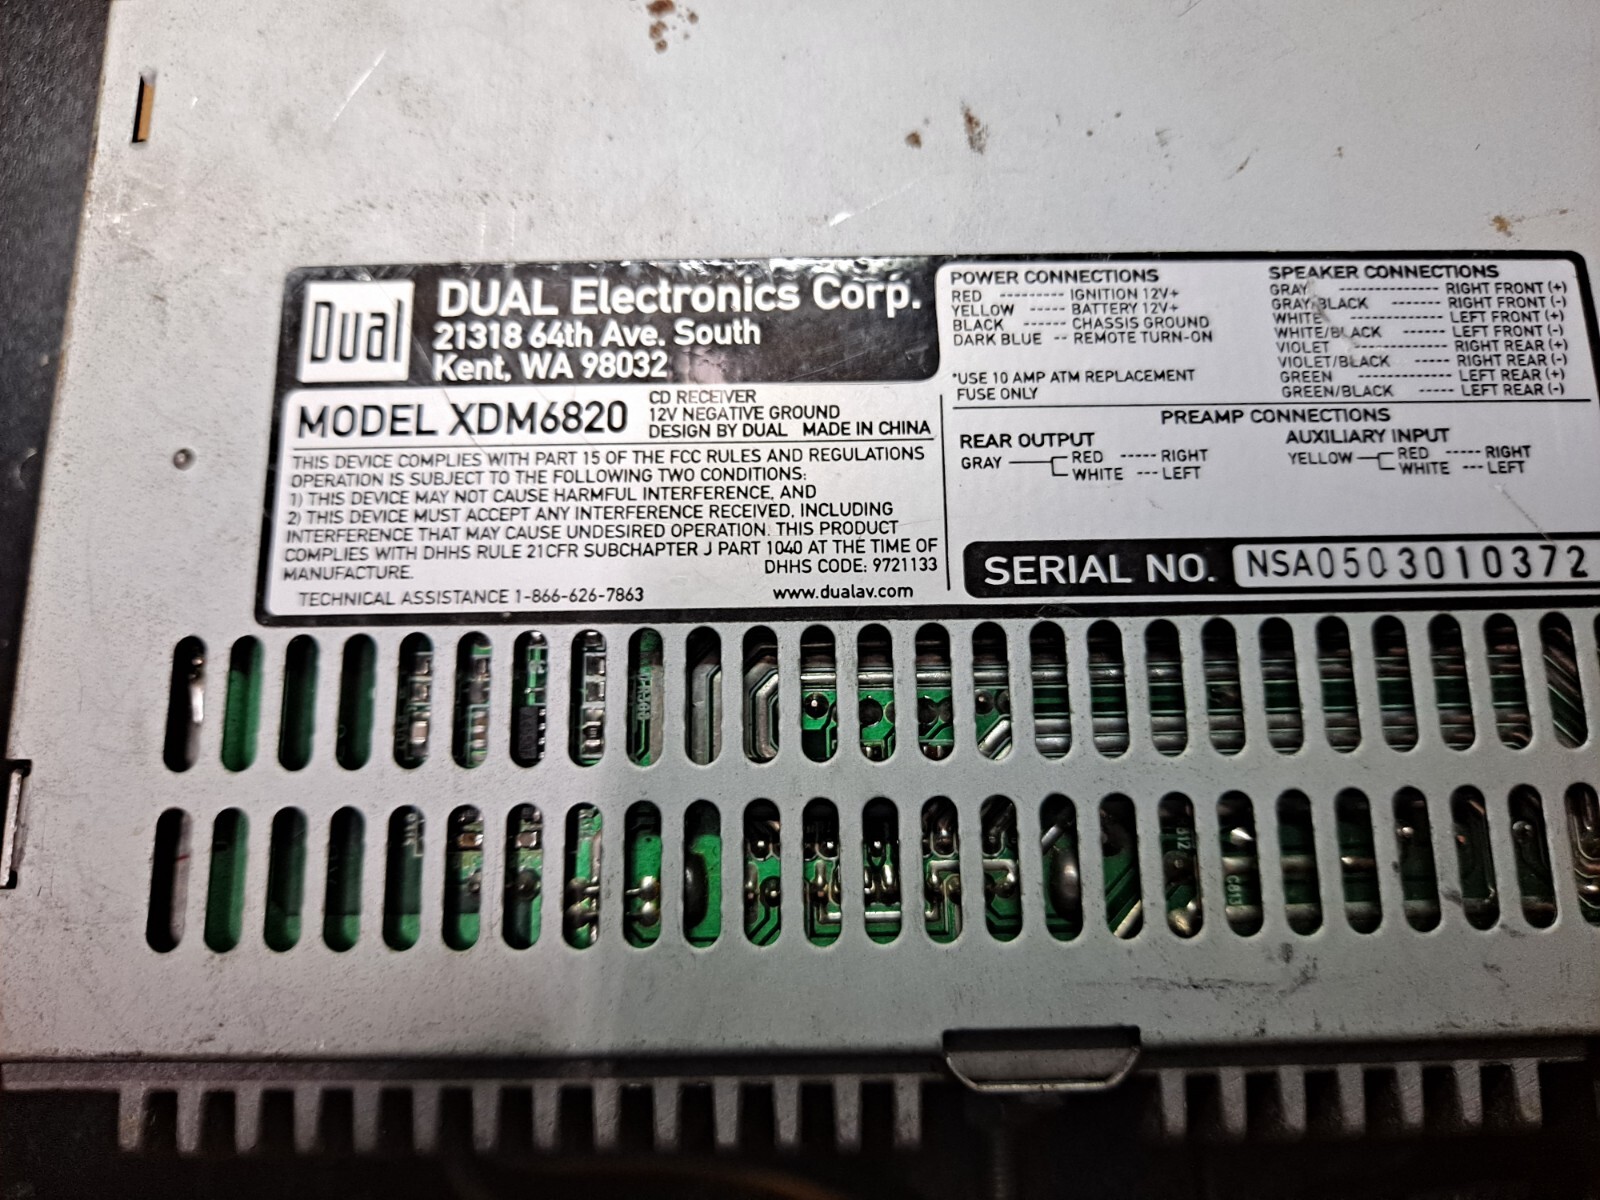 Dual
DUAL Electronics Corp.
21318 64th Ave. South
Kent, WA 98032
MODEL XDM6820
CD RECEIVER
12V NEGATIVE GROUND
DESIGN BY DUAL MADE IN CHINA
THIS DEVICE COMPLIES WITH PART 15 OF THE FCC RULES AND REGULATIONS
OPERATION IS SUBJECT TO THE FOLLOWING TWO CONDITIONS:
1) THIS DEVICE MAY NOT CAUSE HARMFUL INTERFERENCE, AND
2) THIS DEVICE MUST ACCEPT ANY INTERFERENCE RECEIVED, INCLUDING
INTERFERENCE THAT MAY CAUSE UNDESIRED OPERATION. THIS PRODUCT
COMPLIES WITH DHHS RULE 21CFR SUBCHAPTER J PART 1040 AT THE TIME OF
MANUFACTURE.
DHHS CODE: 9721133
TECHNICAL ASSISTANCE 1-866-626-7863
www.dualav.com
POWER CONNECTIONS
RED --------- IGNITION 12V+
YELLOW ------ BATTERY 12V+
BLACK ----- CHASSIS GROUND
DARK BLUE -- REMOTE TURN-ON
*USE 10 AMP ATM REPLACEMENT
FUSE ONLY
SPEAKER CONNECTIONS
GRAY ------------- RIGHT FRONT (+)
GRAY/BLACK ------- RIGHT FRONT (-)
WHITE ------------- LEFT FRONT (+)
WHITE/BLACK ------- LEFT FRONT (-)
VIOLET ------------ RIGHT REAR (+)
VIOLET/BLACK ----- RIGHT REAR (-)
GREEN ------------- LEFT REAR (+)
GREEN/BLACK ----- LEFT REAR (-)
PREAMP CONNECTIONS
REAR OUTPUT
GRAY RED ----- RIGHT
WHITE --- LEFT
AUXILIARY INPUT
YELLOW RED ----- RIGHT
WHITE --- LEFT
SERIAL NO. NSA0503010372
C813